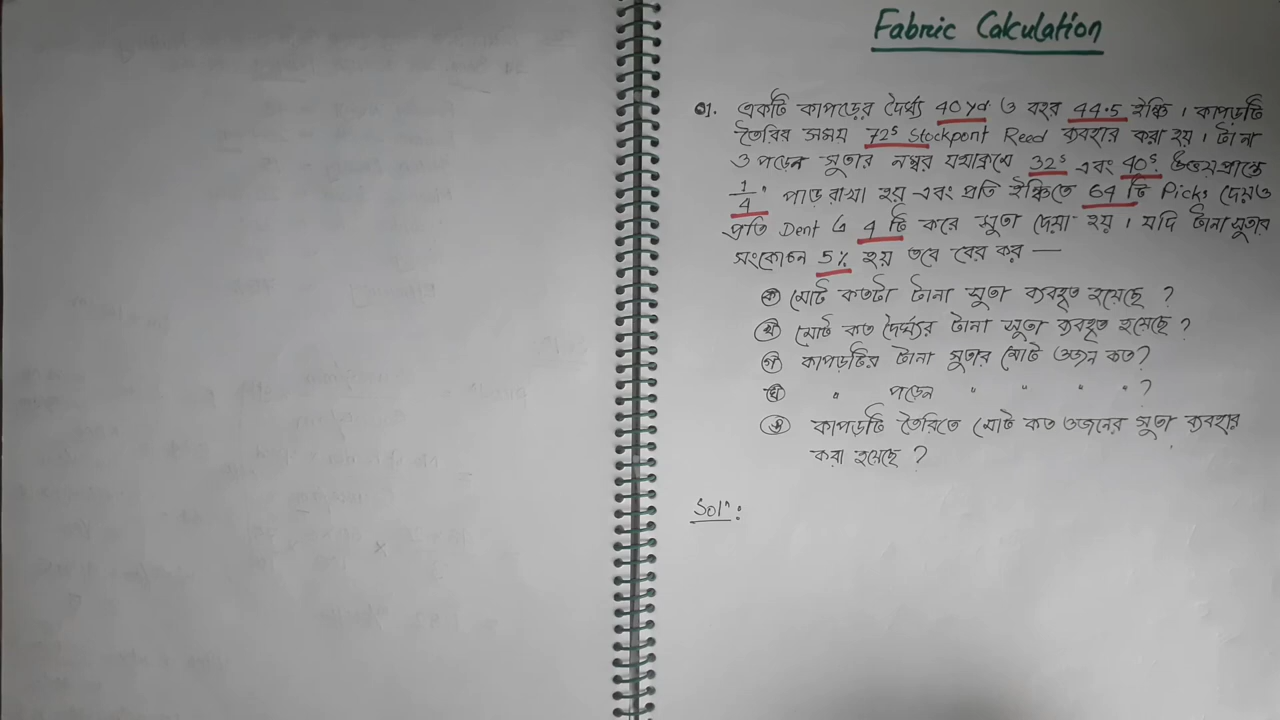 Fabric Calculation
01. একটি কাপড়ের দৈর্ঘ্য 40 yd ও বহর 44.5 ইঞ্চি। কাপড়টি
তৈরির সময় 72ˢ Stockport Reed ব্যবহার করা হয়। টানা
ও পড়েন সুতার নম্বর যথাক্রমে 32ˢ এবং 40ˢ. উভয়প্রান্তে
1/4" পাড় রাখা হয় এবং প্রতি ইঞ্চিতে 64 টি Picks দেয়ও
প্রতি Dent এ 4 টি করে সুতা দেয়া হয়। যদি টানা সুতার
সংকোচন 5% হয় তবে বের কর —
ক মোট কতটা টানা সুতা ব্যবহৃত হয়েছে ?
খ মোট কত দৈর্ঘ্যের টানা সুতা ব্যবহৃত হয়েছে ?
গ কাপড়টির টানা সুতার মোট ওজন কত?
ঘ " পড়েন " " " " ?
ঙ কাপড়টি তৈরিতে মোট কত ওজনের সুতা ব্যবহার
করা হয়েছে ?
Solⁿ: